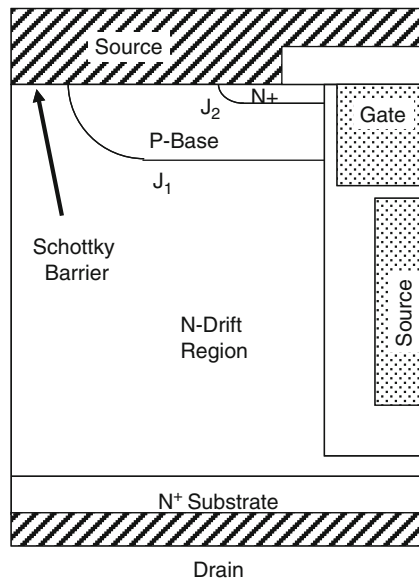 Source
N+
J2
Gate
P-Base
J1
Schottky
Barrier
N-Drift
Region
Source
N+ Substrate
Drain